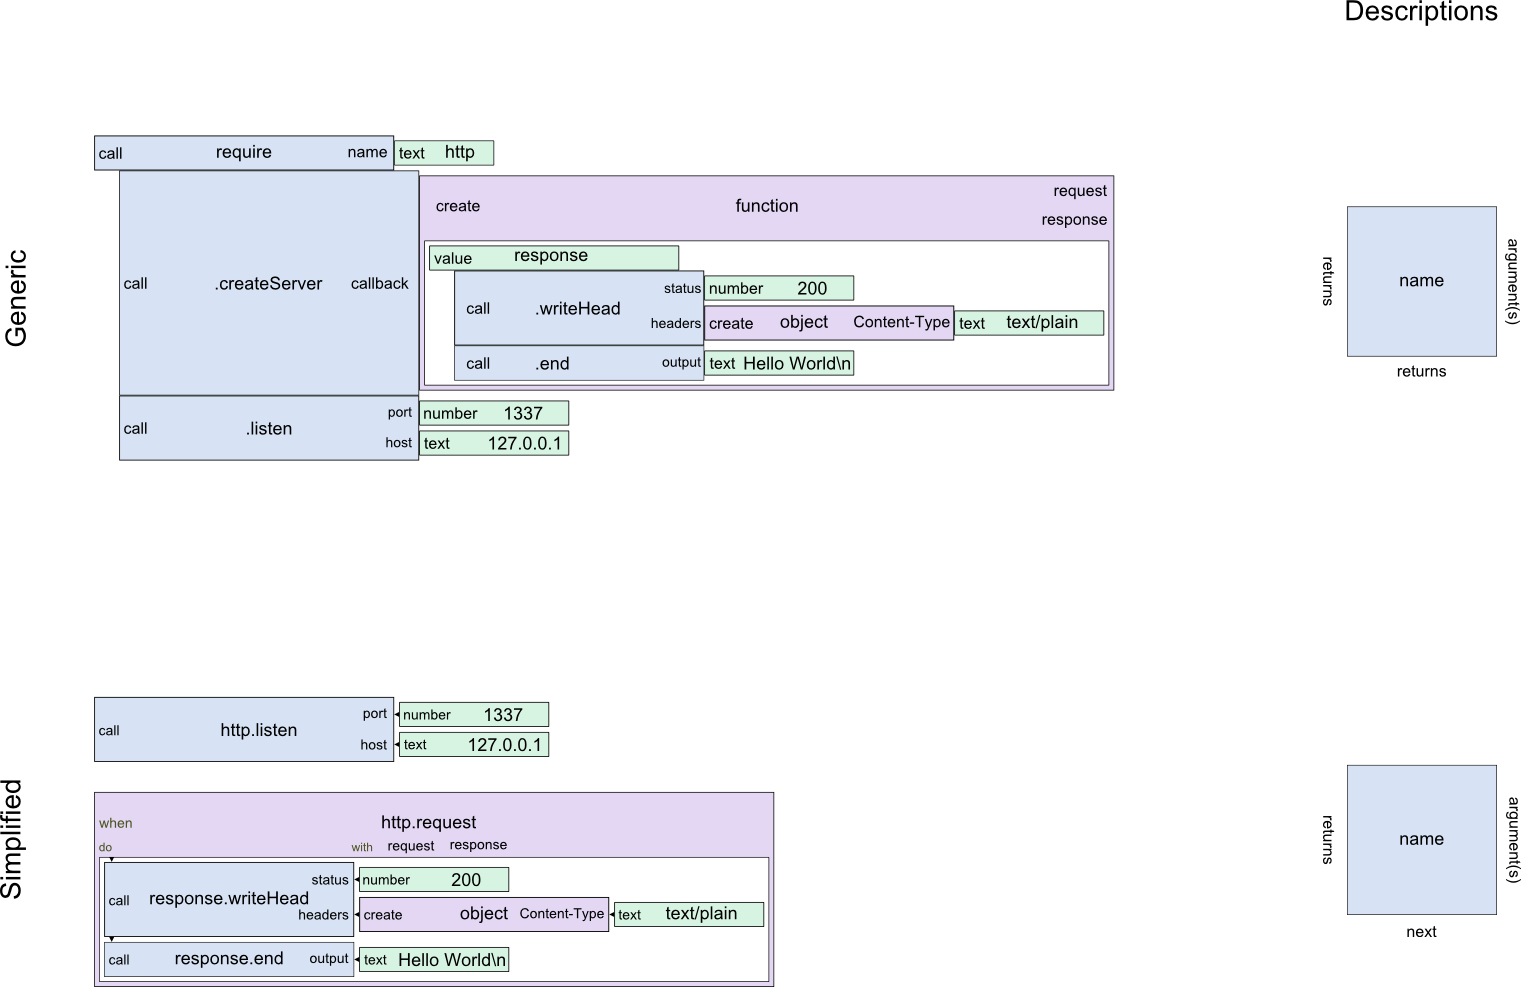 Descriptions
Generic
call require name text http
call .createServer callback
create function request
response
value response
call .writeHead status number 200
headers create object Content-Type text text/plain
call .end output text Hello World\n
call .listen port number 1337
host text 127.0.0.1
returns name argument(s)
returns
Simplified
call http.listen port number 1337
host text 127.0.0.1
when http.request
do with request response
call response.writeHead status number 200
headers create object Content-Type text text/plain
call response.end output text Hello World\n
returns name argument(s)
next